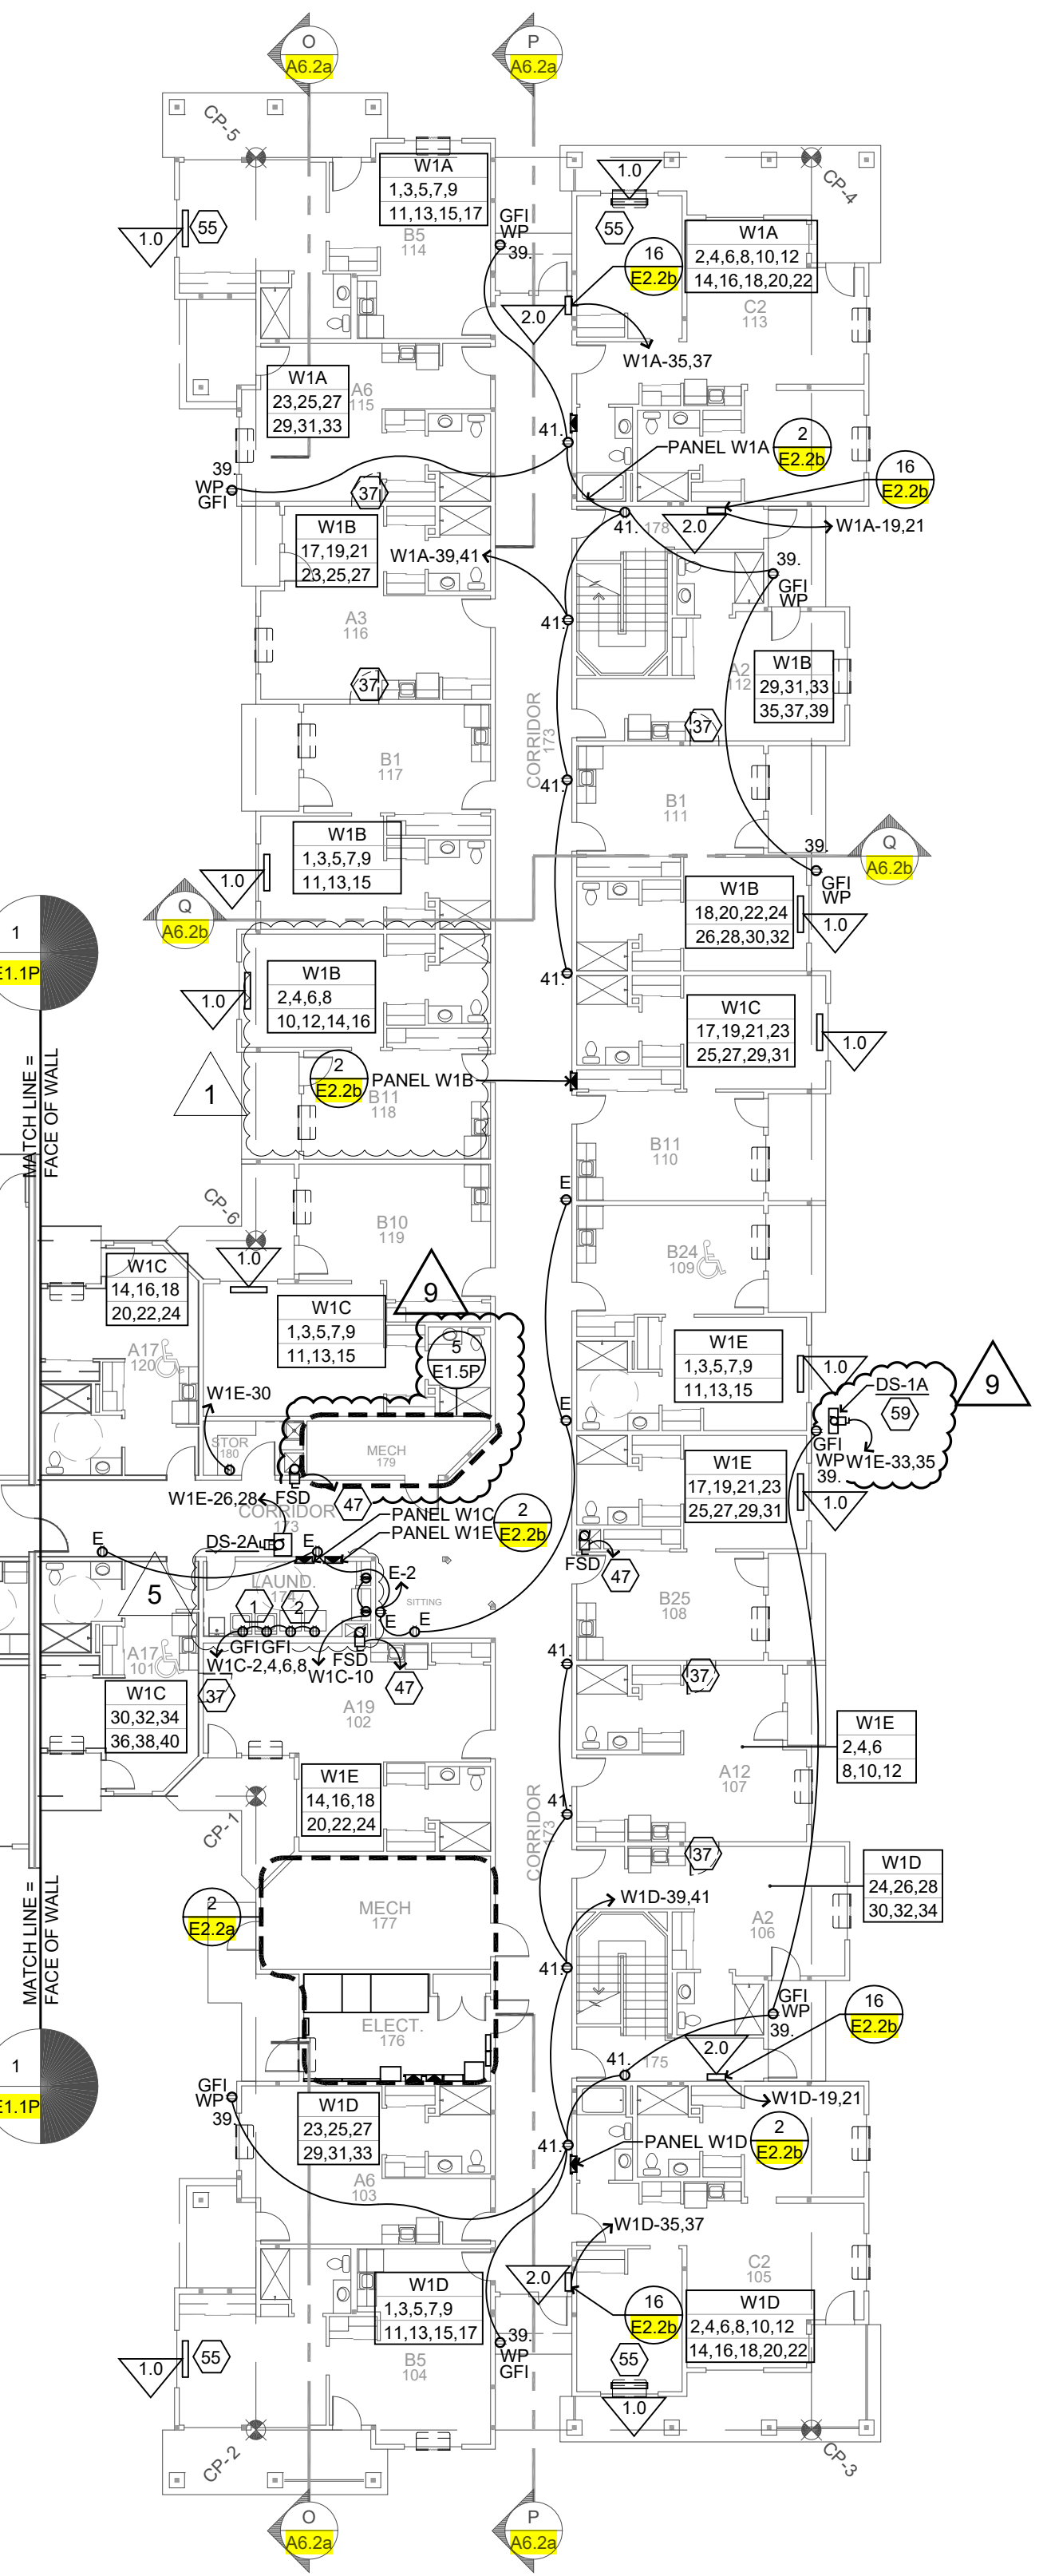 O
A6.2a
P
A6.2a
CP-5
CP-4
W1A
1,3,5,7,9
11,13,15,17
B5
114
1.0
55
GFI
WP
39.
1.0
55
16
E2.2b
W1A
2,4,6,8,10,12
14,16,18,20,22
C2
113
2.0
W1A-35,37
W1A
23,25,27
29,31,33
A6
115
41.
PANEL W1A
2
E2.2b
16
E2.2b
39.
WP
GFI
37
W1B
17,19,21
23,25,27
W1A-39,41
41.
178
2.0
W1A-19,21
39.
GFI
WP
A3
116
41.
37
A2
112
W1B
29,31,33
35,37,39
37
CORRIDOR
173
B1
117
41.
B1
111
W1B
1,3,5,7,9
11,13,15
1.0
39.
GFI
WP
Q
A6.2b
Q
A6.2b
W1B
18,20,22,24
26,28,30,32
1.0
1
E1.1P
W1B
2,4,6,8
10,12,14,16
1.0
41.
W1C
17,19,21,23
25,27,29,31
1.0
MATCH LINE =
FACE OF WALL
1
2
E2.2b
PANEL W1B
B11
118
B11
110
CP-6
B10
119
E
B24
109
1.0
W1C
14,16,18
20,22,24
W1C
1,3,5,7,9
11,13,15
9
5
E1.5P
A17
120
W1E
1,3,5,7,9
11,13,15
1.0
9
DS-1A
59
W1E-30
E
GFI
WP
39.
W1E-33,35
STOR
180
MECH
179
W1E
17,19,21,23
25,27,29,31
1.0
W1E-26,28
FSD
47
CORRIDOR
173
PANEL W1C
PANEL W1E
2
E2.2b
E
DS-2A
E
FSD
47
5
LAUND.
174
E-2
SITTING
1
2
E
E
B25
108
GFI
GFI
W1C-2,4,6,8
W1C-10
FSD
47
A17
101
37
W1C
30,32,34
36,38,40
A19
102
41.
37
W1E
2,4,6
8,10,12
A12
107
W1E
14,16,18
20,22,24
CP-1
CORRIDOR
173
41.
37
W1D
24,26,28
30,32,34
A2
106
MATCH LINE =
FACE OF WALL
2
E2.2a
MECH
177
W1D-39,41
41.
ELECT.
176
GFI
WP
39.
16
E2.2b
1
E1.1P
41.
175
2.0
W1D-19,21
GFI
WP
39.
W1D
23,25,27
29,31,33
41.
PANEL W1D
2
E2.2b
A6
103
W1D-35,37
C2
105
2.0
W1D
1,3,5,7,9
11,13,15,17
16
E2.2b
W1D
2,4,6,8,10,12
14,16,18,20,22
39.
WP
GFI
B5
104
55
1.0
55
1.0
CP-2
CP-3
O
A6.2a
P
A6.2a